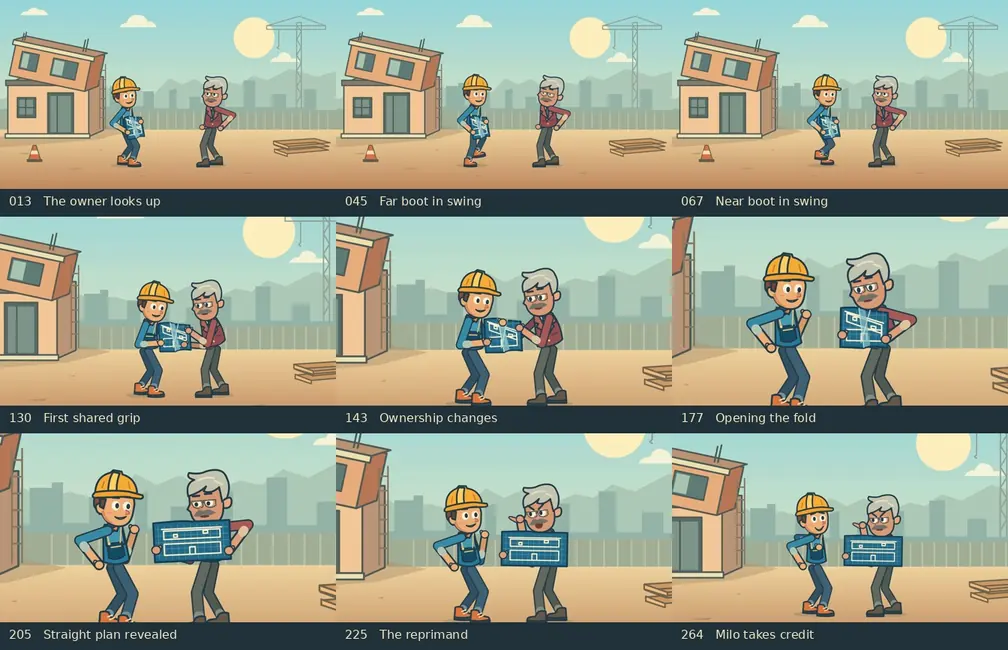 013 The owner looks up
045 Far boot in swing
067 Near boot in swing
130 First shared grip
143 Ownership changes
177 Opening the fold
205 Straight plan revealed
225 The reprimand
264 Milo takes credit